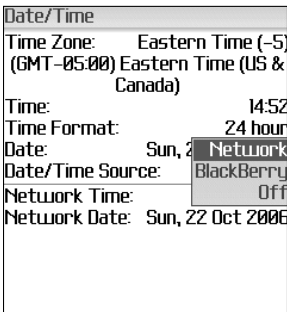 Date/Time
Time Zone: Eastern Time (-5)
(GMT-05:00) Eastern Time (US &
Canada)
Time: 14:52
Time Format: 24 hour
Date: Sun, 2
Network
Date/Time Source: BlackBerry
Off
Network Time:
Network Date: Sun, 22 Oct 2006